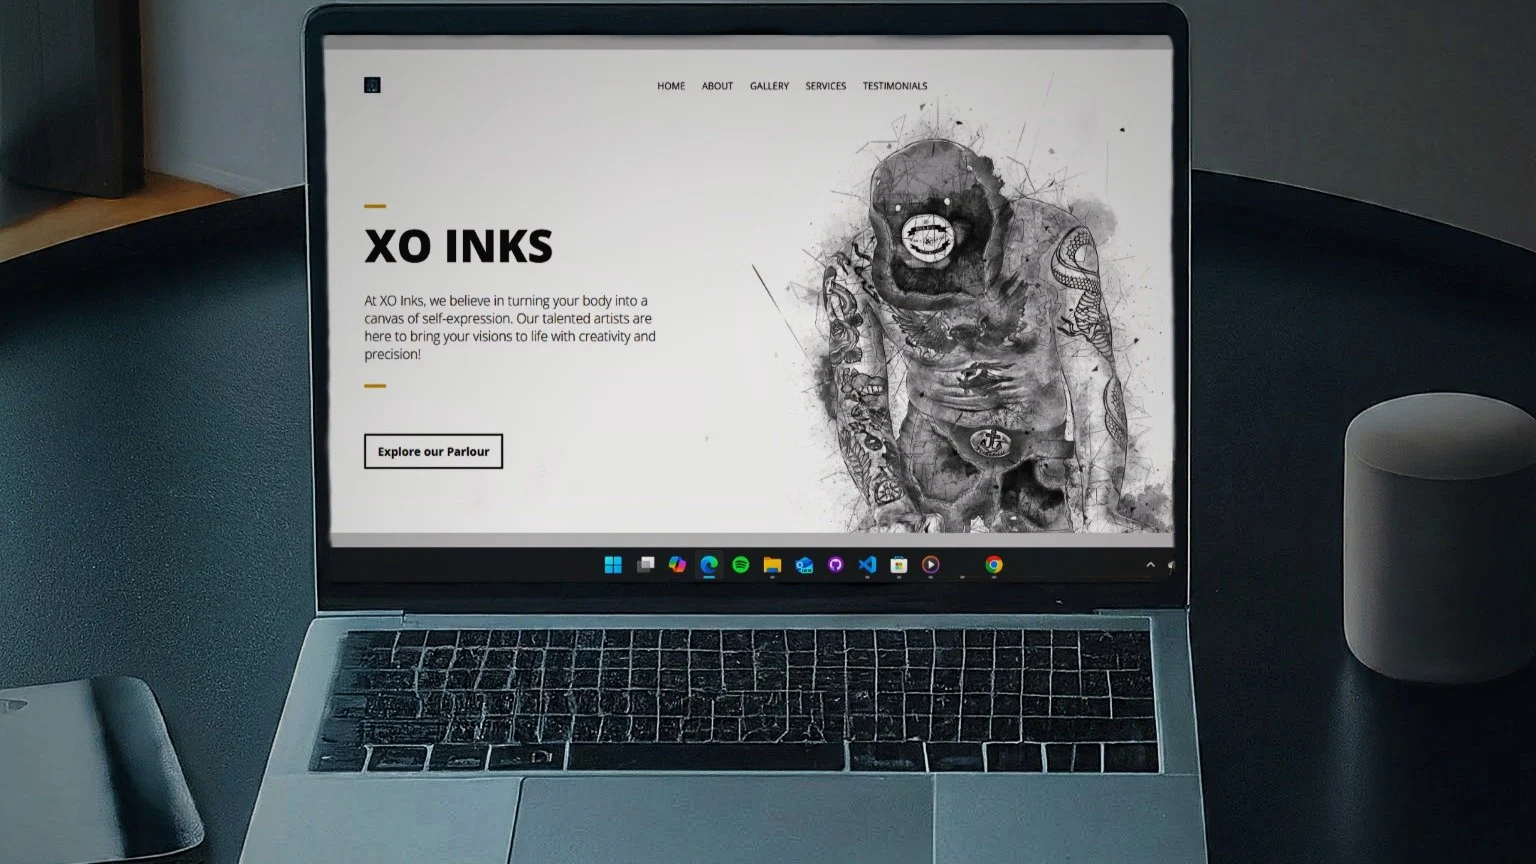 HOME ABOUT GALLERY SERVICES TESTIMONIALS
XO INKS
At XO Inks, we believe in turning your body into a
canvas of self-expression. Our talented artists are
here to bring your visions to life with creativity and
precision!
Explore our Parlour